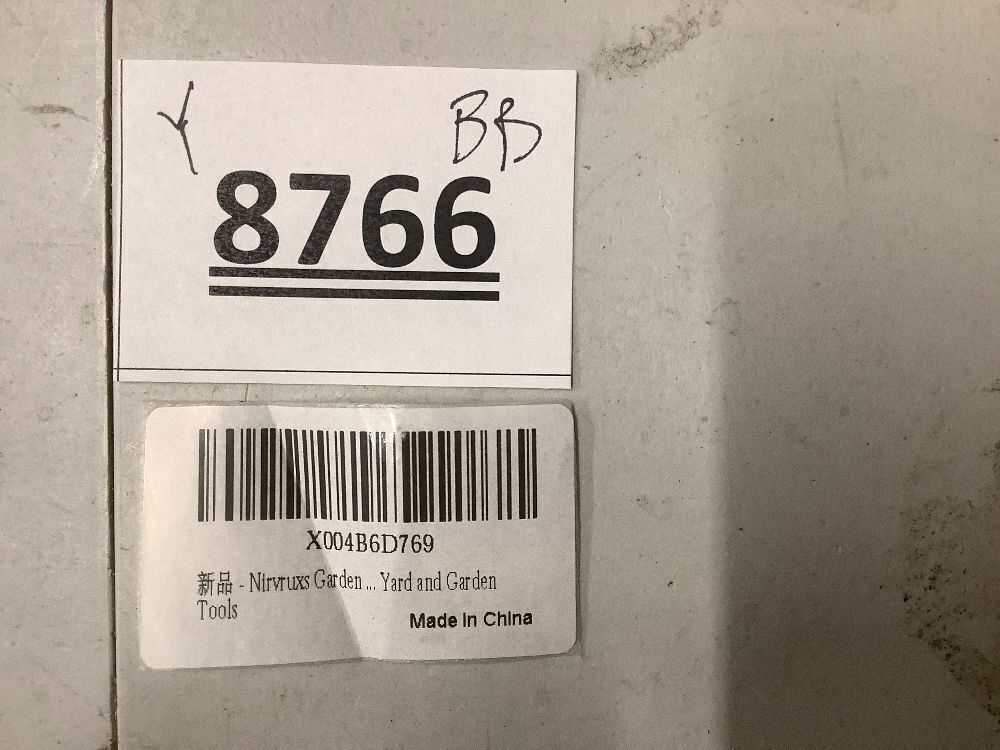 Y BB
8766
X004B6D769
新品 - Nirvruxs Garden ... Yard and Garden
Tools
Made in China